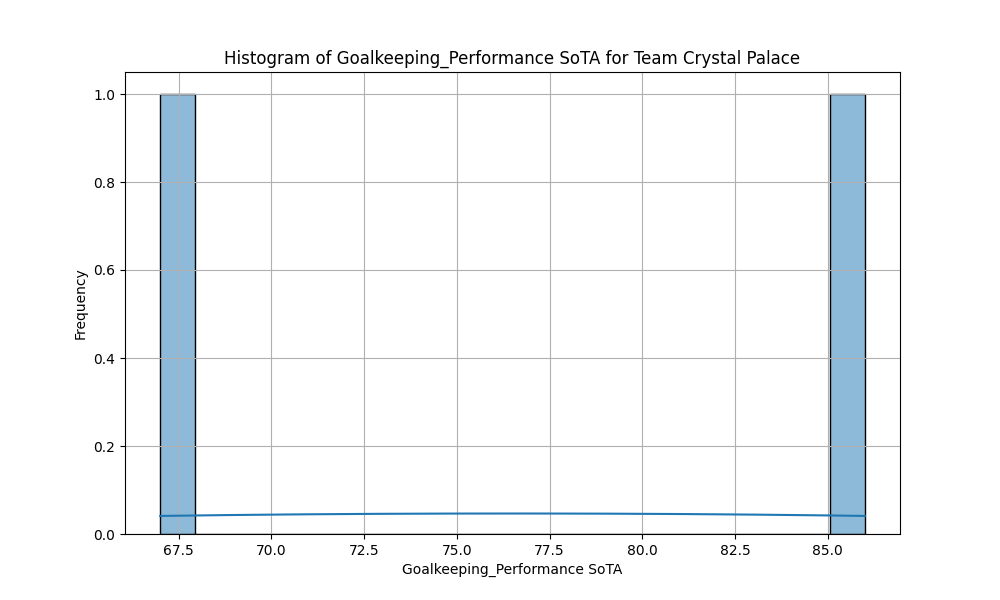 Histogram of Goalkeeping_Performance SoTA for Team Crystal Palace
1.0
0.8
0.6
0.4
0.2
0.0
Frequency
67.5 70.0 72.5 75.0 77.5 80.0 82.5 85.0
Goalkeeping_Performance SoTA